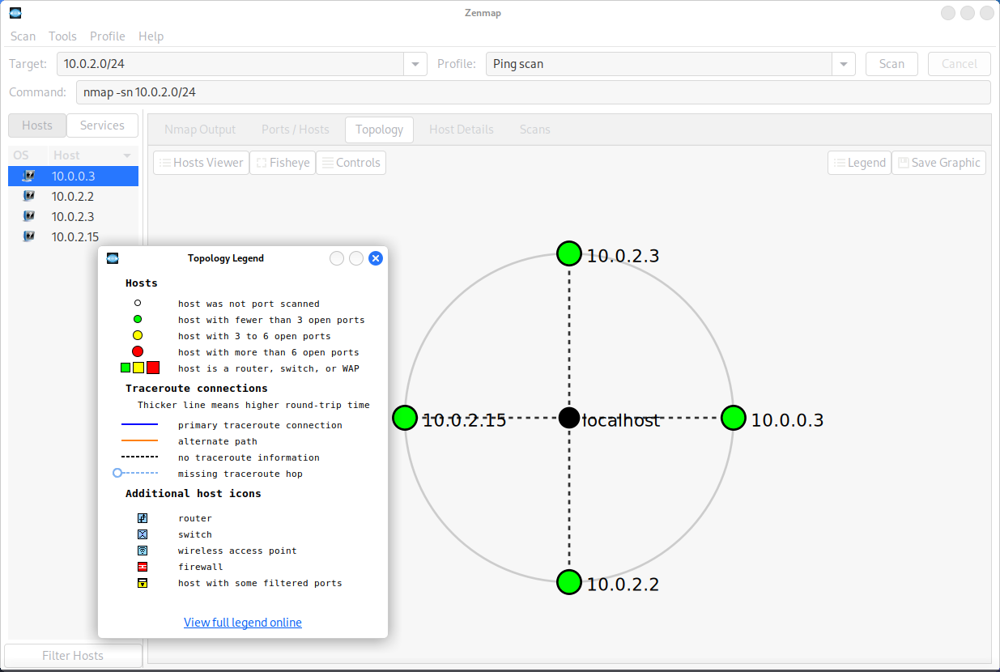 Zenmap
Scan Tools Profile Help
Target: 10.0.2.0/24 Profile: Ping scan Scan Cancel
Command: nmap -sn 10.0.2.0/24
Hosts Services
Nmap Output Ports / Hosts Topology Host Details Scans
OS Host
Hosts Viewer Fisheye Controls Legend Save Graphic
10.0.0.3
10.0.2.2
10.0.2.3
10.0.2.15
Topology Legend
Hosts
host was not port scanned
host with fewer than 3 open ports
host with 3 to 6 open ports
host with more than 6 open ports
host is a router, switch, or WAP
Traceroute connections
Thicker line means higher round-trip time
primary traceroute connection
alternate path
no traceroute information
missing traceroute hop
Additional host icons
router
switch
wireless access point
firewall
host with some filtered ports
View full legend online
10.0.2.3
10.0.2.15 localhost 10.0.0.3
10.0.2.2
Filter Hosts